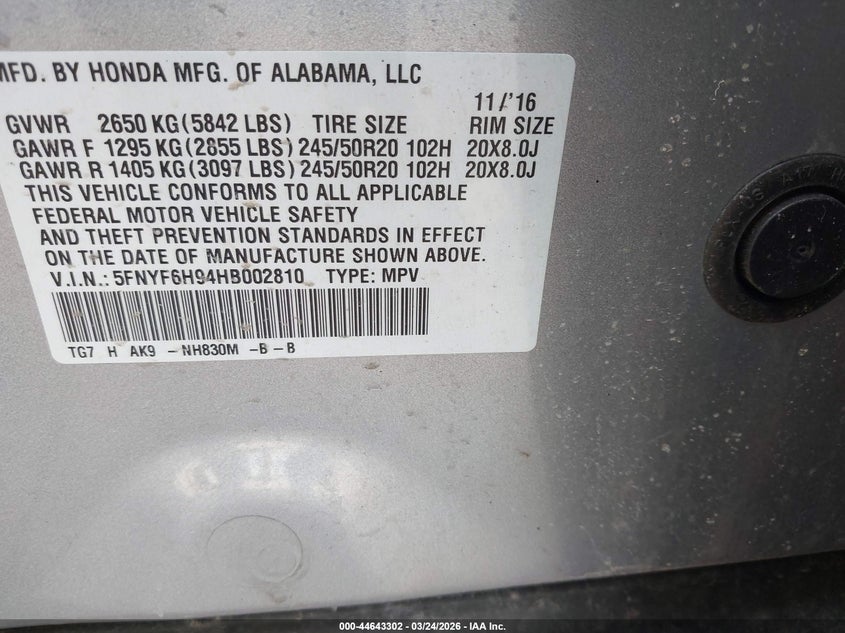 MFD. BY HONDA MFG. OF ALABAMA, LLC
11/'16
GVWR 2650 KG(5842 LBS) TIRE SIZE RIM SIZE
GAWR F 1295 KG(2855 LBS) 245/50R20 102H 20X8.0J
GAWR R 1405 KG(3097 LBS) 245/50R20 102H 20X8.0J
THIS VEHICLE CONFORMS TO ALL APPLICABLE
FEDERAL MOTOR VEHICLE SAFETY
AND THEFT PREVENTION STANDARDS IN EFFECT
ON THE DATE OF MANUFACTURE SHOWN ABOVE.
V.I.N.: 5FNYF6H94HB002810 TYPE: MPV
TG7 H AK9 -NH830M -B-B
000-44643302 - 03/24/2026 - IAA Inc.